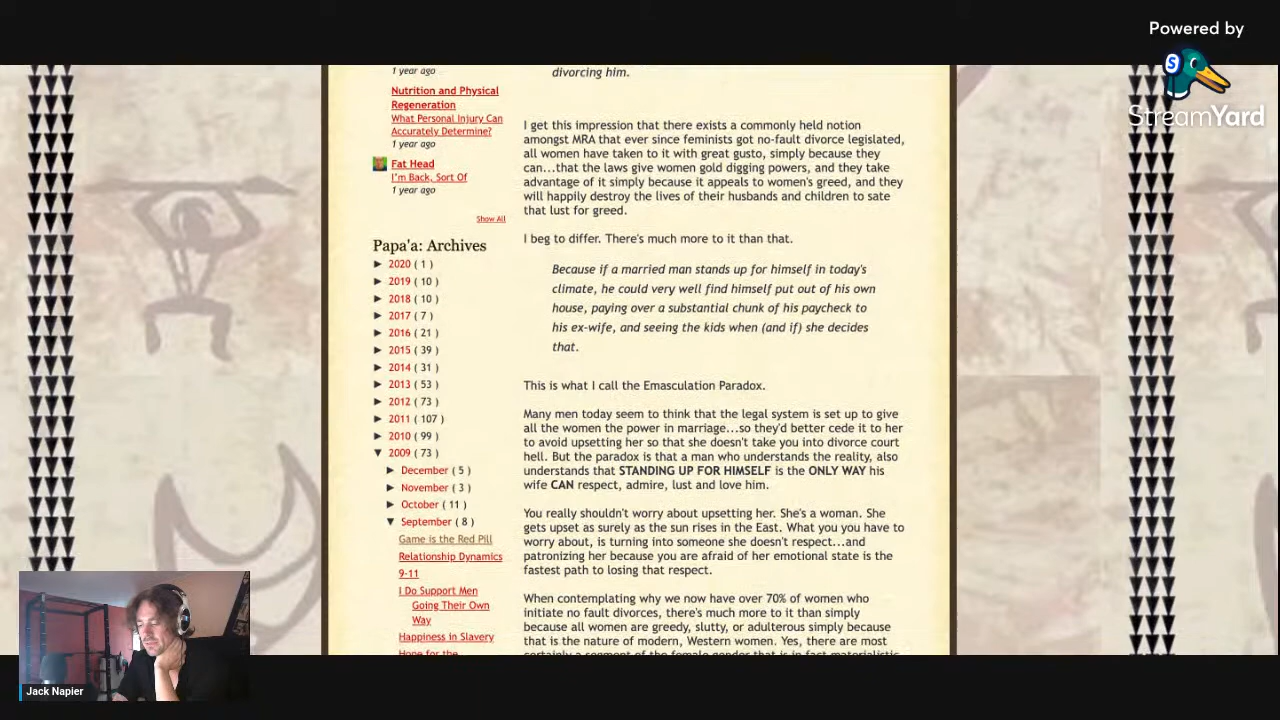 Powered by
StreamYard
1 year ago
Nutrition and Physical
Regeneration
What Personal Injury Can
Accurately Determine?
1 year ago
Fat Head
I'm Back, Sort Of
1 year ago
Show All
Papa'a: Archives
► 2020 ( 1 )
► 2019 ( 10 )
► 2018 ( 10 )
► 2017 ( 7 )
► 2016 ( 21 )
► 2015 ( 39 )
► 2014 ( 31 )
► 2013 ( 53 )
► 2012 ( 73 )
► 2011 ( 107 )
► 2010 ( 99 )
▼ 2009 ( 73 )
► December ( 5 )
► November ( 3 )
► October ( 11 )
▼ September ( 8 )
Game is the Red Pill
Relationship Dynamics
9-11
I Do Support Men
Going Their Own
Way
Happiness in Slavery
Hope for the
divorcing him.
I get this impression that there exists a commonly held notion
amongst MRA that ever since feminists got no-fault divorce legislated,
all women have taken to it with great gusto, simply because they
can...that the laws give women gold digging powers, and they take
advantage of it simply because it appeals to women's greed, and they
will happily destroy the lives of their husbands and children to sate
that lust for greed.
I beg to differ. There's much more to it than that.
Because if a married man stands up for himself in today's
climate, he could very well find himself put out of his own
house, paying over a substantial chunk of his paycheck to
his ex-wife, and seeing the kids when (and if) she decides
that.
This is what I call the Emasculation Paradox.
Many men today seem to think that the legal system is set up to give
all the women the power in marriage...so they'd better cede it to her
to avoid upsetting her so that she doesn't take you into divorce court
hell. But the paradox is that a man who understands the reality, also
understands that STANDING UP FOR HIMSELF is the ONLY WAY his
wife CAN respect, admire, lust and love him.
You really shouldn't worry about upsetting her. She's a woman. She
gets upset as surely as the sun rises in the East. What you you have to
worry about, is turning into someone she doesn't respect...and
patronizing her because you are afraid of her emotional state is the
fastest path to losing that respect.
When contemplating why we now have over 70% of women who
initiate no fault divorces, there's much more to it than simply
because all women are greedy, slutty, or adulterous simply because
that is the nature of modern, Western women. Yes, there are most
certainly a segment of the female gender that is in fact materialistic,
Jack Napier